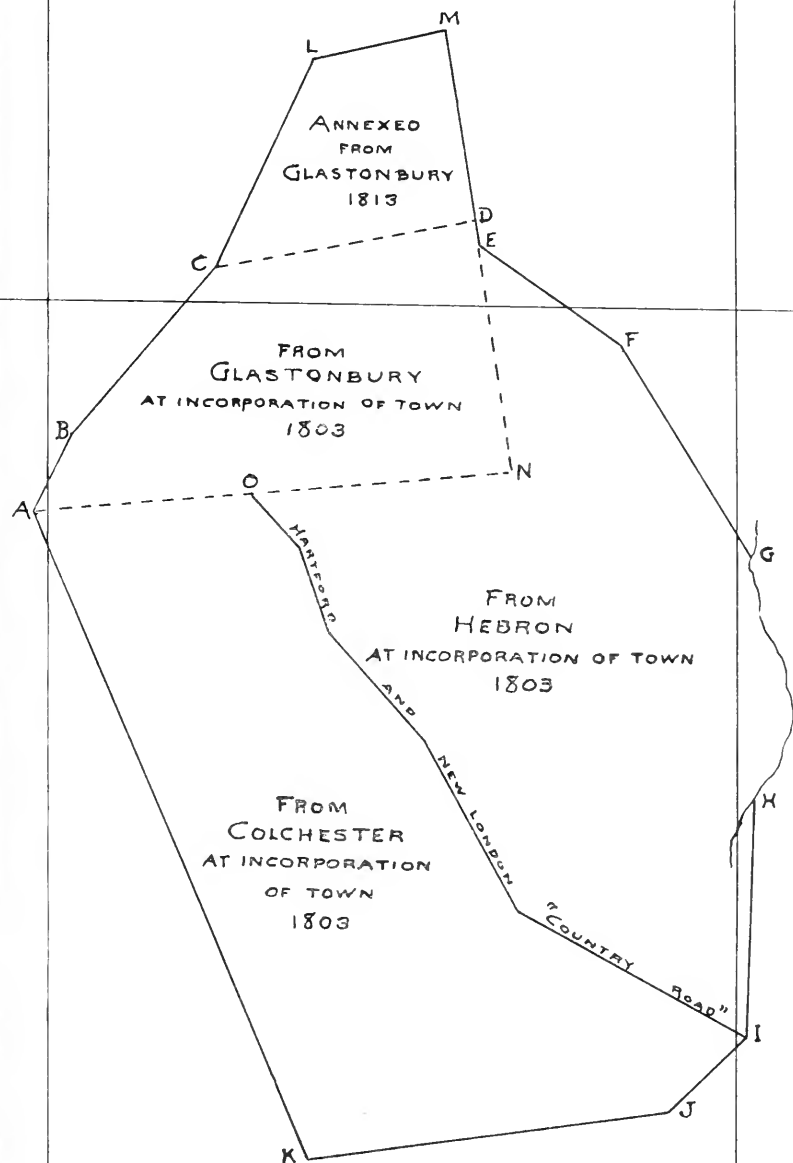 M
L
ANNEXED
FROM
GLASTONBURY
1813
D
E
C
F
FROM
GLASTONBURY
AT INCORPORATION OF TOWN
1803
B
N
O
A
HARTFORD AND NEW LONDON "COUNTRY ROAD"
G
FROM
HEBRON
AT INCORPORATION OF TOWN
1803
H
FROM
COLCHESTER
AT INCORPORATION
OF TOWN
1803
I
J
K